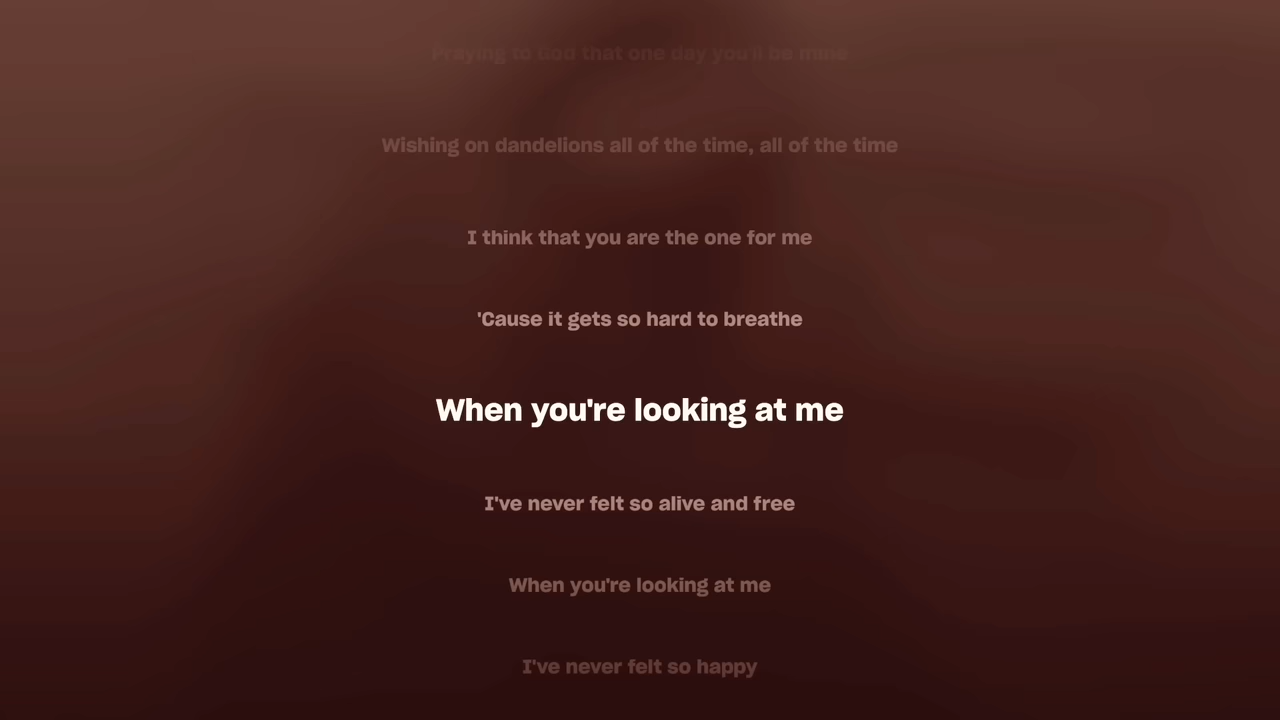 Praying to God that one day you'll be mine
Wishing on dandelions all of the time, all of the time
I think that you are the one for me
'Cause it gets so hard to breathe
When you're looking at me
I've never felt so alive and free
When you're looking at me
I've never felt so happy